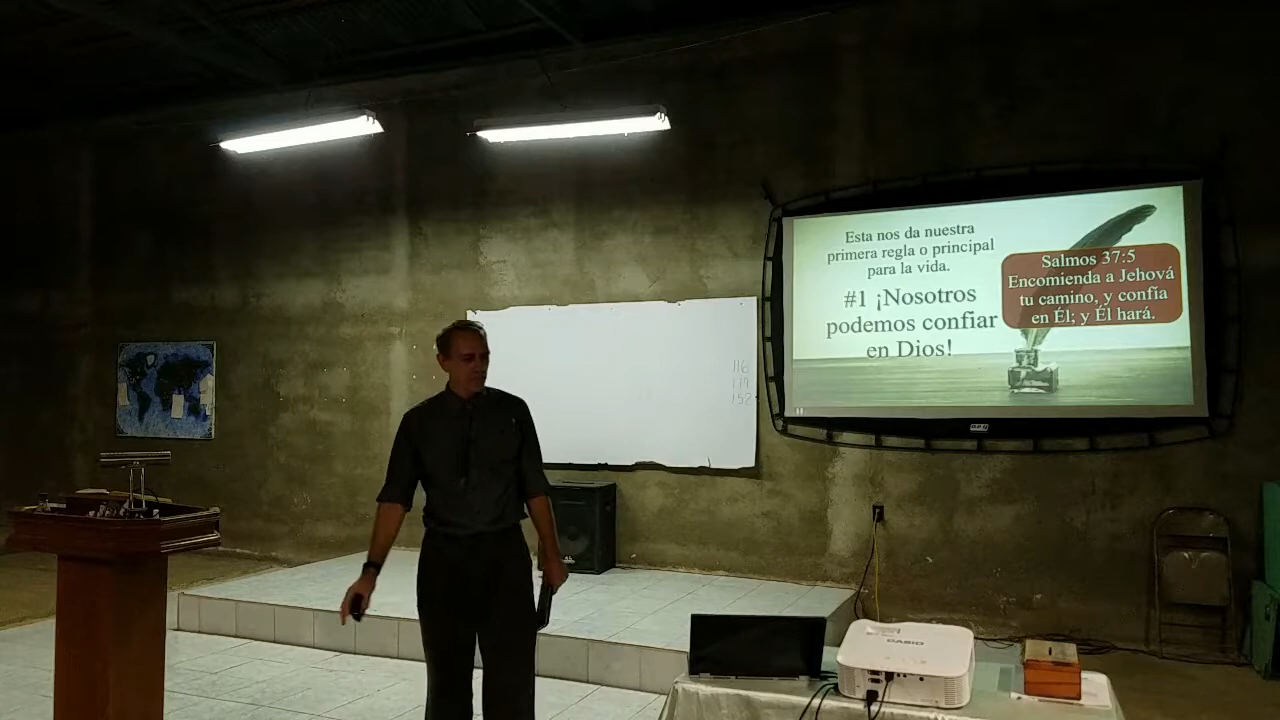 Esta nos da nuestra
primera regla o principal
para la vida.
#1 ¡Nosotros
podemos confiar
en Dios!
Salmos 37:5
Encomienda a Jehová
tu camino, y confía
en Él; y Él hará.
116
179
152
CASIO